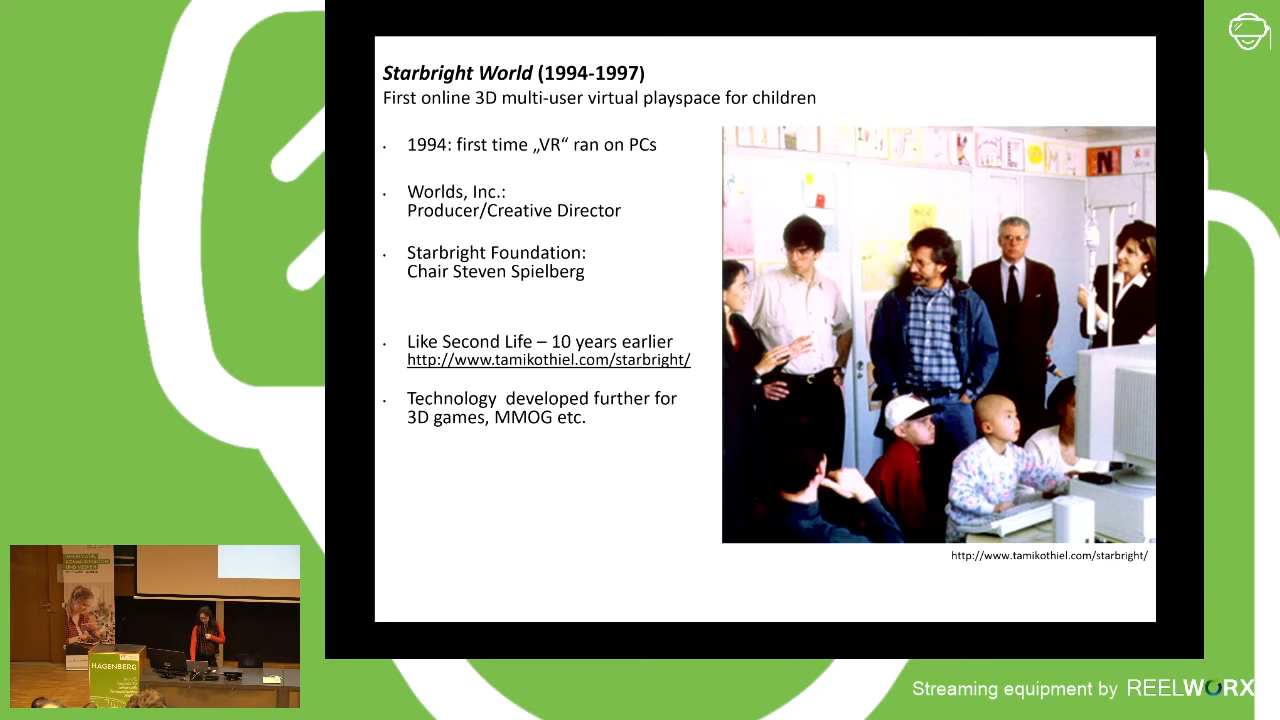 Starbright World (1994-1997)
First online 3D multi-user virtual playspace for children
1994: first time „VR“ ran on PCs
Worlds, Inc.:
Producer/Creative Director
Starbright Foundation:
Chair Steven Spielberg
Like Second Life – 10 years earlier
http://www.tamikothiel.com/starbright/
Technology developed further for
3D games, MMOG etc.
N
http://www.tamikothiel.com/starbright/
KOMMUNIKATION
UND MEDIEN
HAGENBERG
Streaming equipment by REELWORX